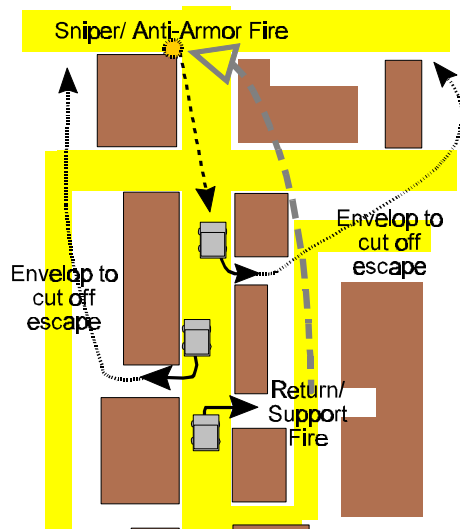 Sniper/ Anti-Armor Fire
Envelop to
cut off
escape
Envelop to
cut off
escape
Return/
Support
Fire